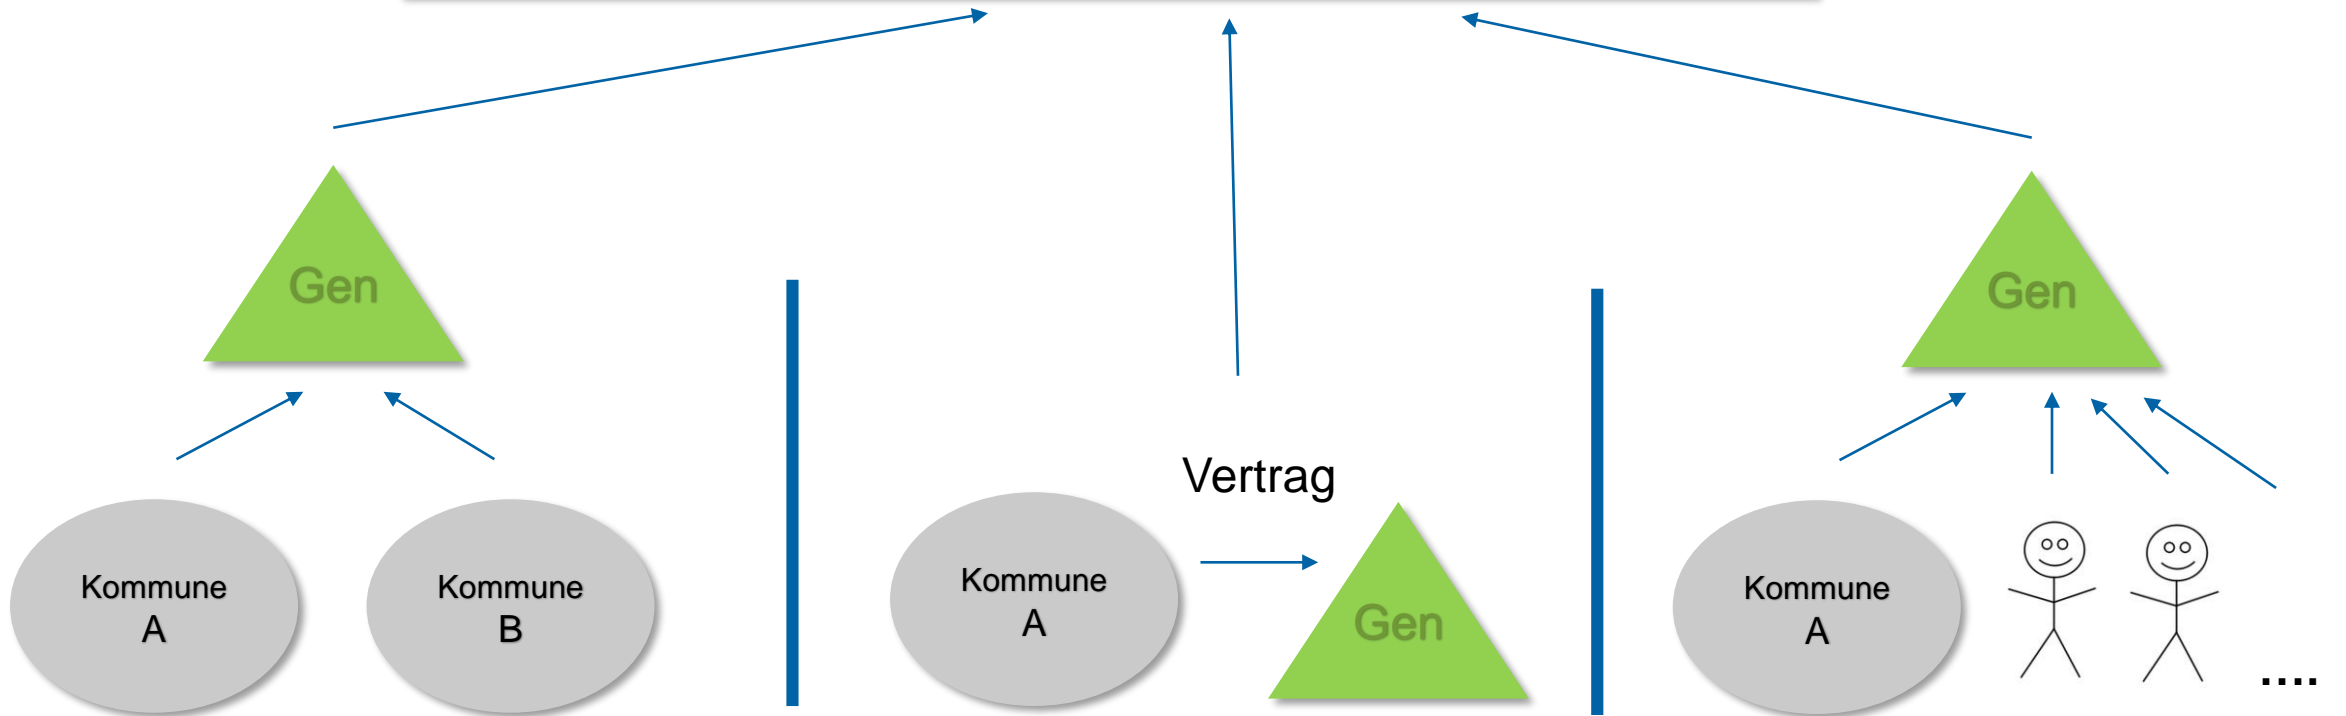 Gen
Kommune
A
Kommune
B
Vertrag
Kommune
A
Gen
Gen
Kommune
A
....